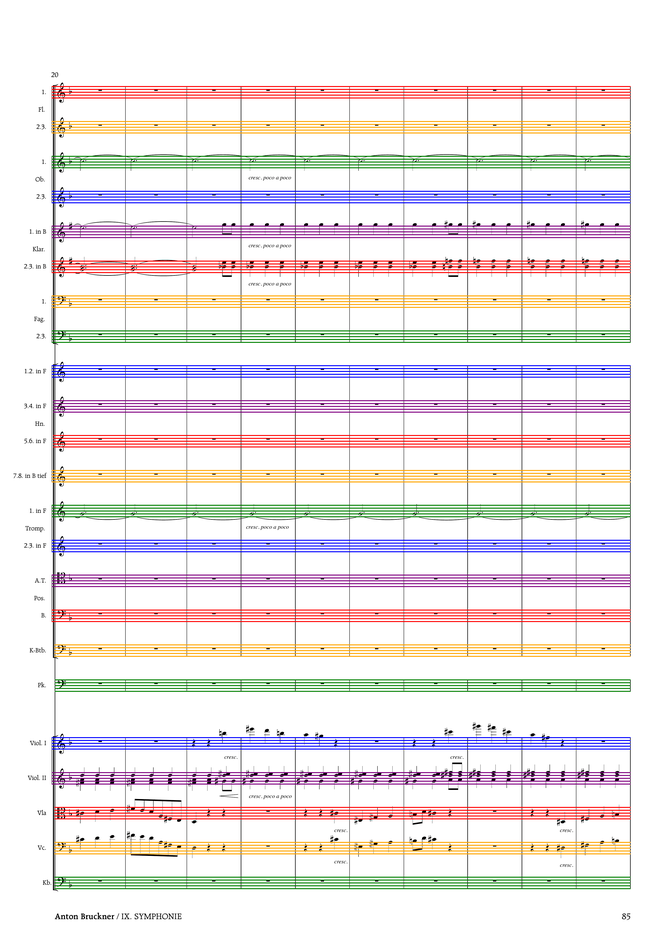 20
1.
Fl.
2.3.
1.
cresc. poco a poco
Ob.
2.3.
1. in B
cresc. poco a poco
Klar.
2.3. in B
cresc. poco a poco
1.
Fag.
2.3.
1.2. in F
3.4. in F
Hn.
5.6. in F
7.8. in B tief
1. in F
cresc. poco a poco
Tromp.
2.3. in F
A.T.
Pos.
B.
K-Btb.
Pk.
Viol. I
cresc. cresc.
Viol. II
cresc. poco a poco
Vla
cresc. cresc.
Vc.
cresc. cresc.
Kb.
Anton Bruckner / IX. SYMPHONIE 85